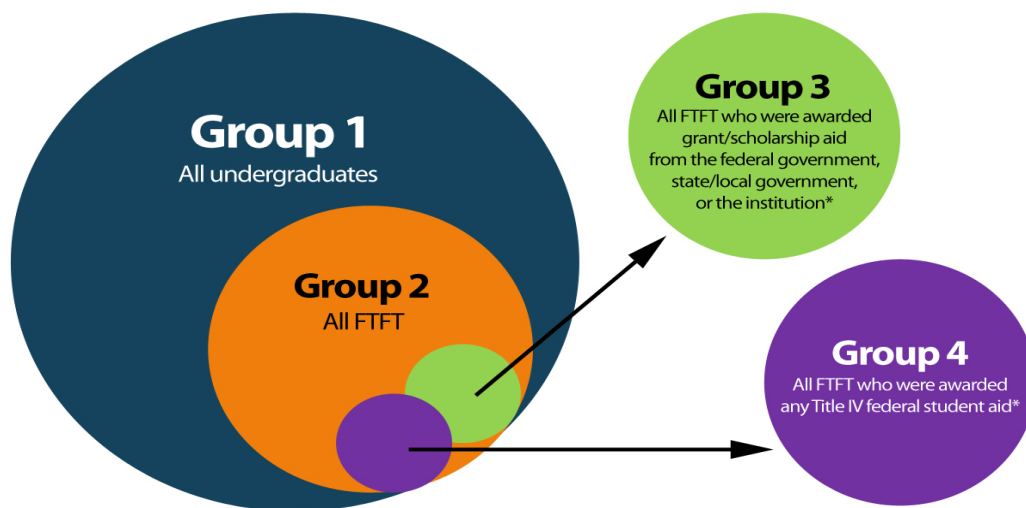 Group 1
All undergraduates
Group 2
All FTFT
Group 3
All FTFT who were awarded
grant/scholarship aid
from the federal government,
state/local government,
or the institution*
Group 4
All FTFT who were awarded
any Title IV federal student aid*